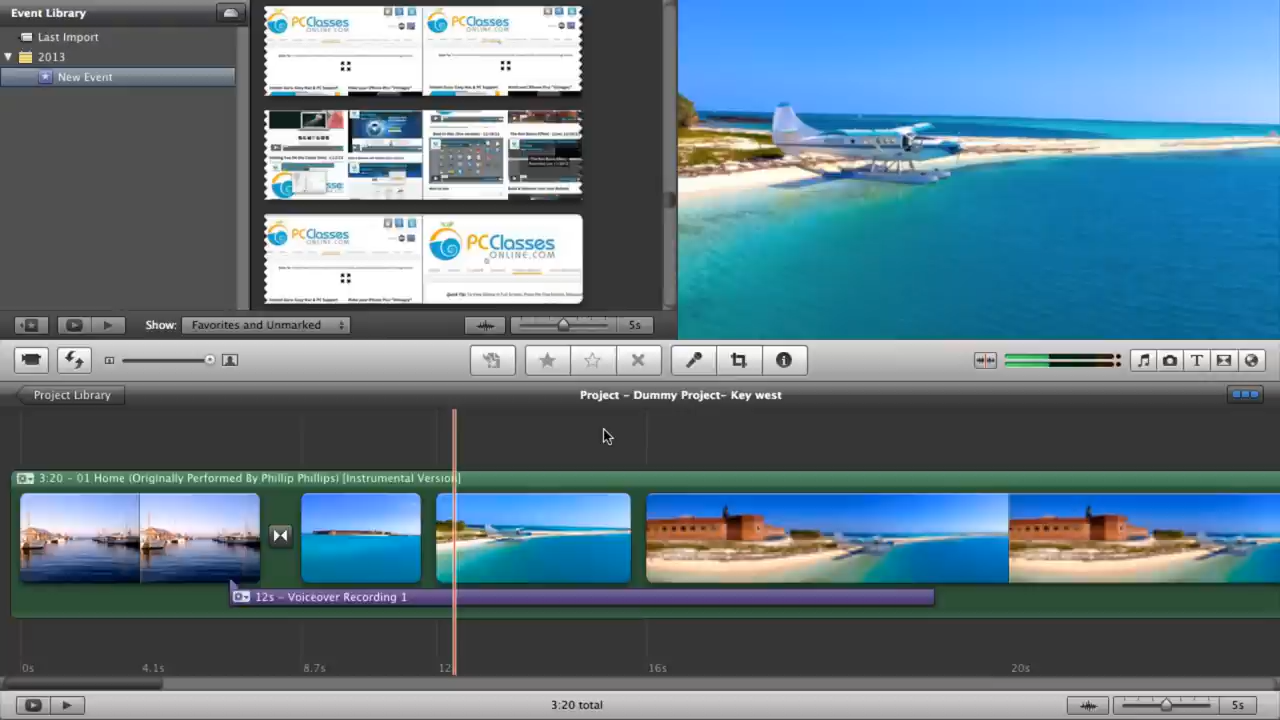 Event Library
Last Import
2013
New Event
PCClasses
ONLINE.COM
PCClasses
ONLINE.COM
PCClasses
ONLINE.COM
PCClasses
ONLINE.COM
Show: Favorites and Unmarked
5s
Project Library
Project - Dummy Project- Key west
3:20 - 01 Home (Originally Performed By Phillip Phillips) [Instrumental Version]
12s - Voiceover Recording 1
0s
4.1s
8.7s
12
16s
20s
3:20 total
5s